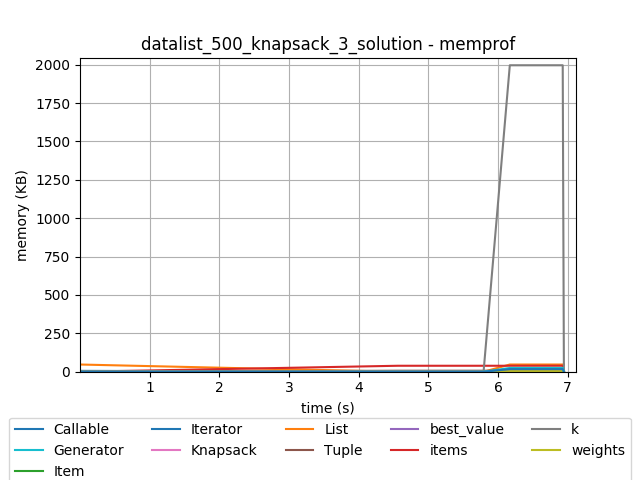 datalist_500_knapsack_3_solution - memprof
memory (KB)
2000
1750
1500
1250
1000
750
500
250
0
1 2 3 4 5 6 7
time (s)
Callable Iterator List best_value k
Generator Knapsack Tuple items weights
Item